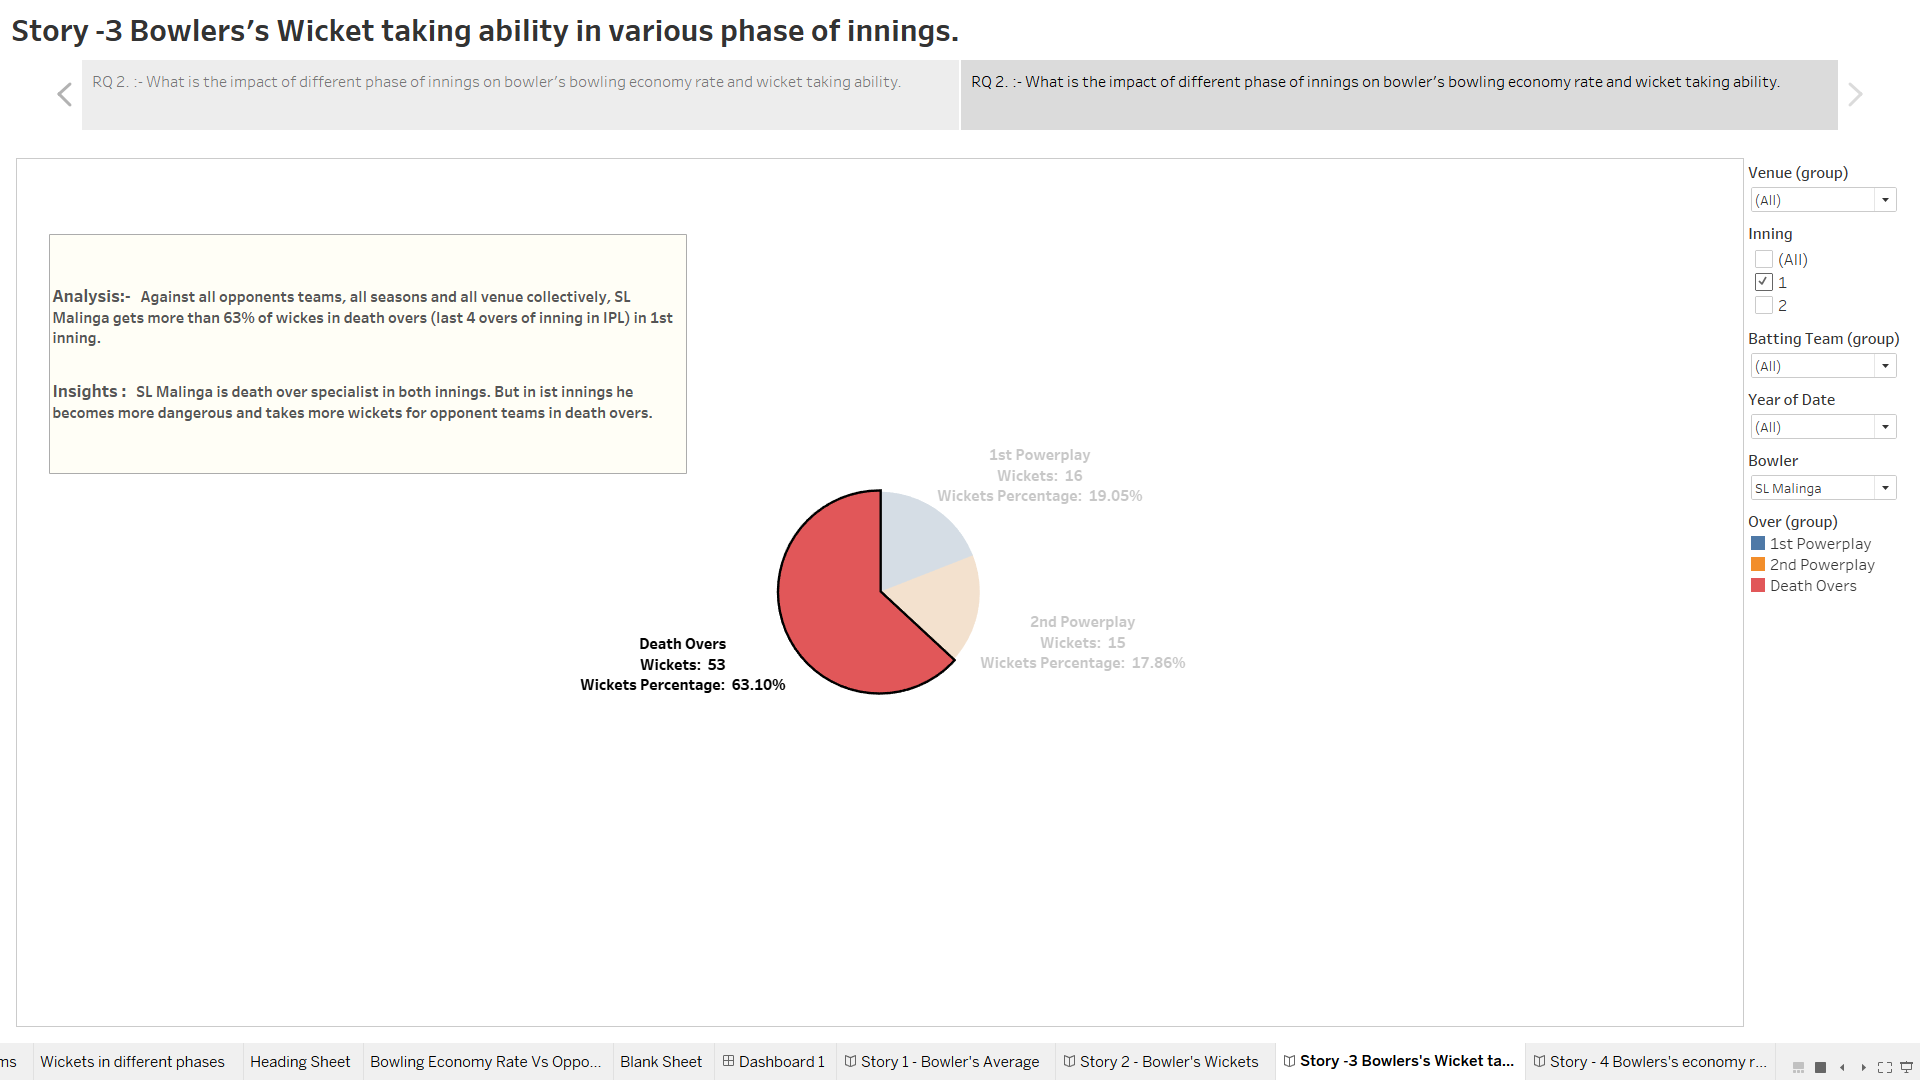 Story -3 Bowlers’s Wicket taking ability in various phase of innings.
RQ 2. :- What is the impact of different phase of innings on bowler’s bowling economy rate and wicket taking ability.
RQ 2. :- What is the impact of different phase of innings on bowler’s bowling economy rate and wicket taking ability.
Analysis:- Against all opponents teams, all seasons and all venue collectively, SL
Malinga gets more than 63% of wickes in death overs (last 4 overs of inning in IPL) in 1st
inning.
Insights : SL Malinga is death over specialist in both innings. But in ist innings he
becomes more dangerous and takes more wickets for opponent teams in death overs.
1st Powerplay
Wickets: 16
Wickets Percentage: 19.05%
2nd Powerplay
Wickets: 15
Wickets Percentage: 17.86%
Death Overs
Wickets: 53
Wickets Percentage: 63.10%
Venue (group)
(All)
Inning
(All)
1
2
Batting Team (group)
(All)
Year of Date
(All)
Bowler
SL Malinga
Over (group)
1st Powerplay
2nd Powerplay
Death Overs
ms
Wickets in different phases
Heading Sheet
Bowling Economy Rate Vs Oppo...
Blank Sheet
Dashboard 1
Story 1 - Bowler's Average
Story 2 - Bowler's Wickets
Story -3 Bowlers's Wicket ta...
Story - 4 Bowlers's economy r...